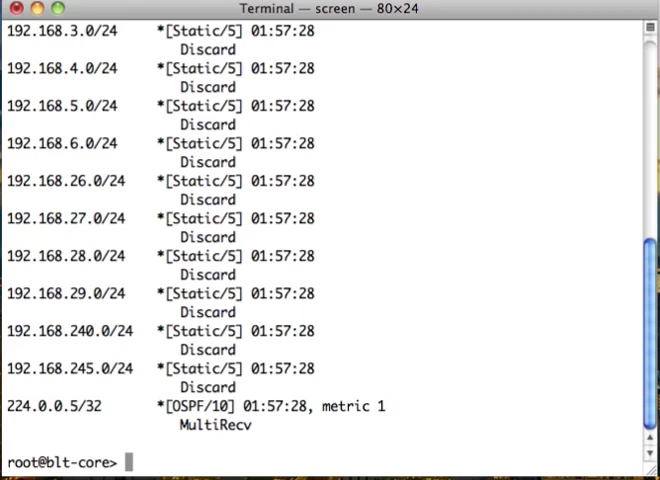 Terminal — screen — 80×24
192.168.3.0/24 *[Static/5] 01:57:28
Discard
192.168.4.0/24 *[Static/5] 01:57:28
Discard
192.168.5.0/24 *[Static/5] 01:57:28
Discard
192.168.6.0/24 *[Static/5] 01:57:28
Discard
192.168.26.0/24 *[Static/5] 01:57:28
Discard
192.168.27.0/24 *[Static/5] 01:57:28
Discard
192.168.28.0/24 *[Static/5] 01:57:28
Discard
192.168.29.0/24 *[Static/5] 01:57:28
Discard
192.168.240.0/24 *[Static/5] 01:57:28
Discard
192.168.245.0/24 *[Static/5] 01:57:28
Discard
224.0.0.5/32 *[OSPF/10] 01:57:28, metric 1
MultiRecv
root@blt-core>